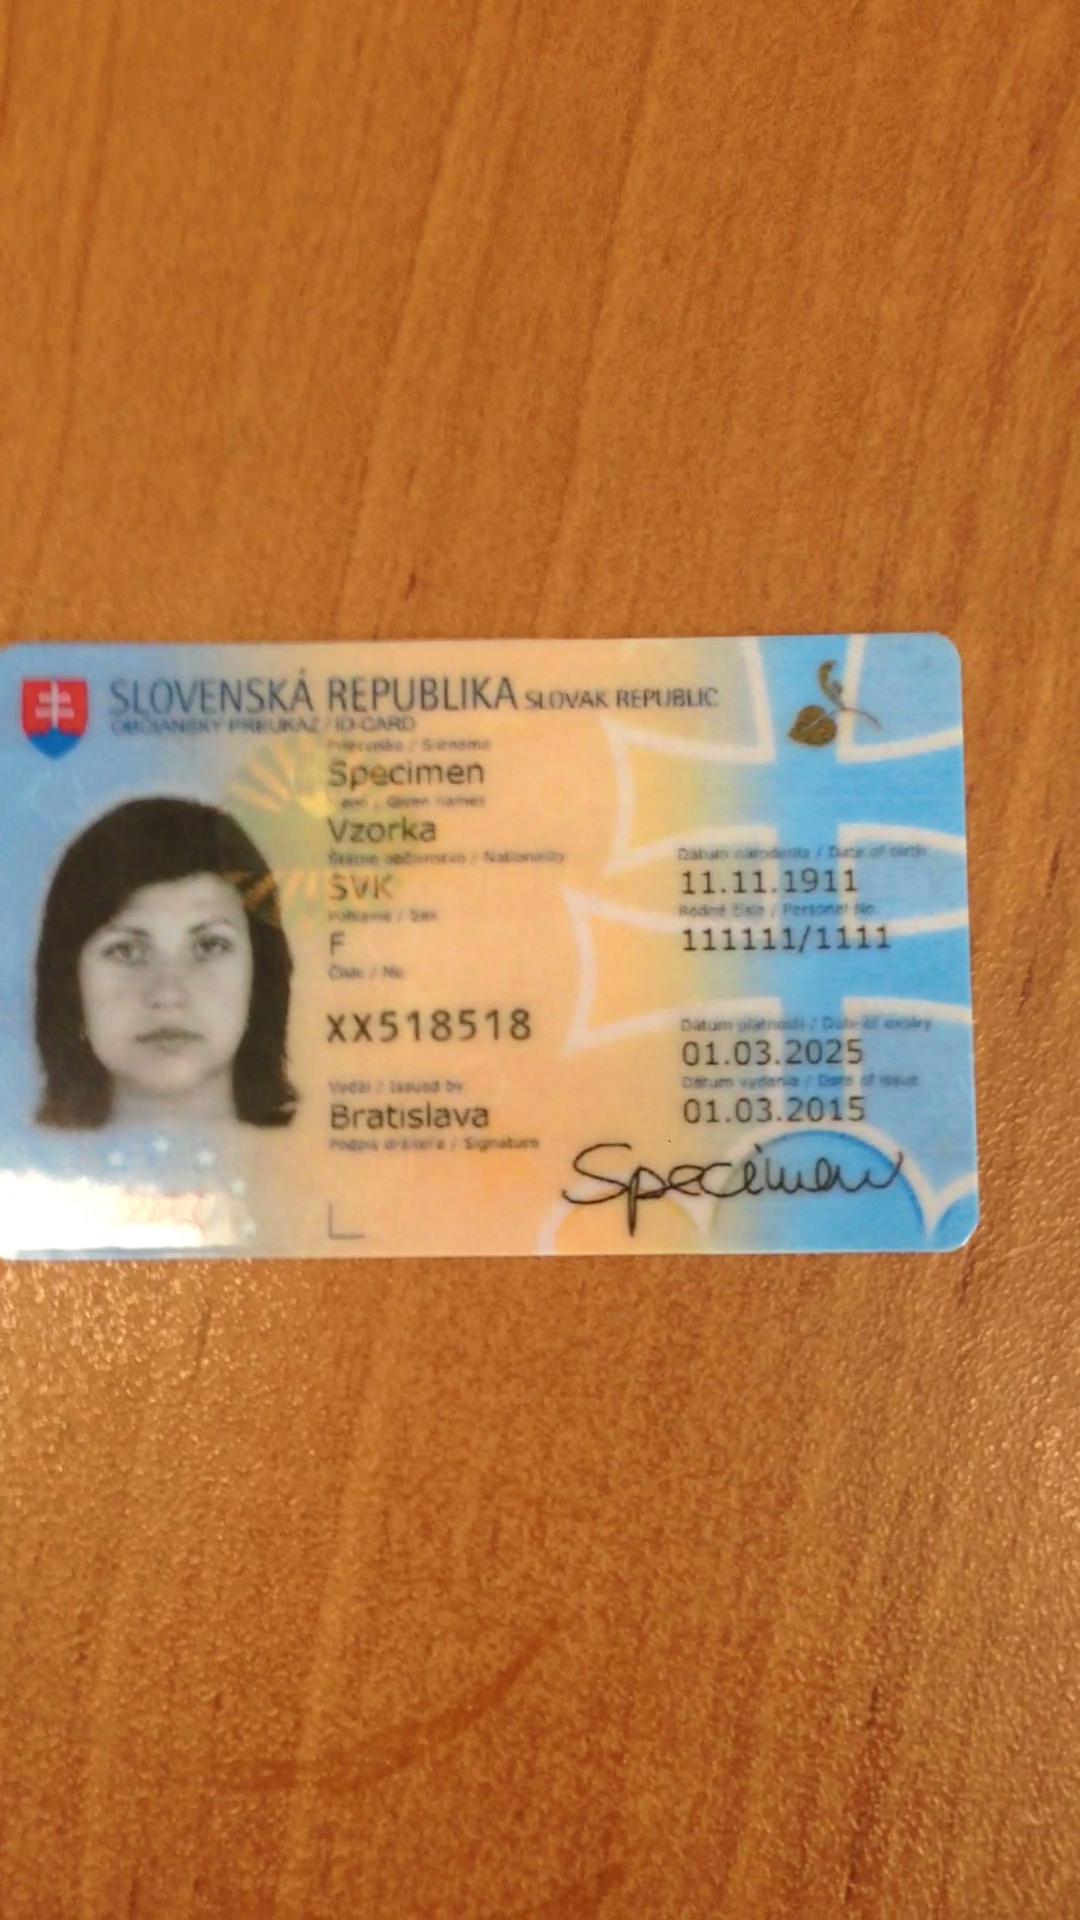 SLOVENSKÁ REPUBLIKA SLOVAK REPUBLIC
OBČIANSKY PREUKAZ / ID-CARD
Priezvisko / Surname
Specimen
Given names
Vzorka
Štátne občianstvo / Nationality
SVK
Pohlavie / Sex
F
Číslo / No.
XX518518
Vydal / Issued by
Bratislava
Podpis držiteľa / Signature
Dátum narodenia / Date of birth
11.11.1911
Rodné číslo / Personal No.
111111/1111
Dátum platnosti / Date of expiry
01.03.2025
Dátum vydania / Date of issue
01.03.2015
Specimen